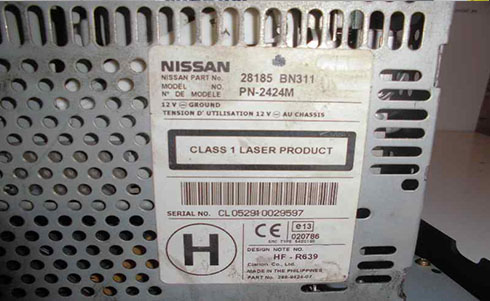 NISSAN
NISSAN PART No. 28185 BN311
MODEL NO.
N° DE MODELE PN-2424M
12 V ⎓ GROUND
TENSION D' UTILISATION 12 V ⎓ AU CHASSIS
CLASS 1 LASER PRODUCT
SERIAL NO. CL052910029597
H
CE
e13
020786
DESIGN NOTE NO.
HF - R639
Clarion Co., Ltd.
MADE IN THE PHILIPPINES